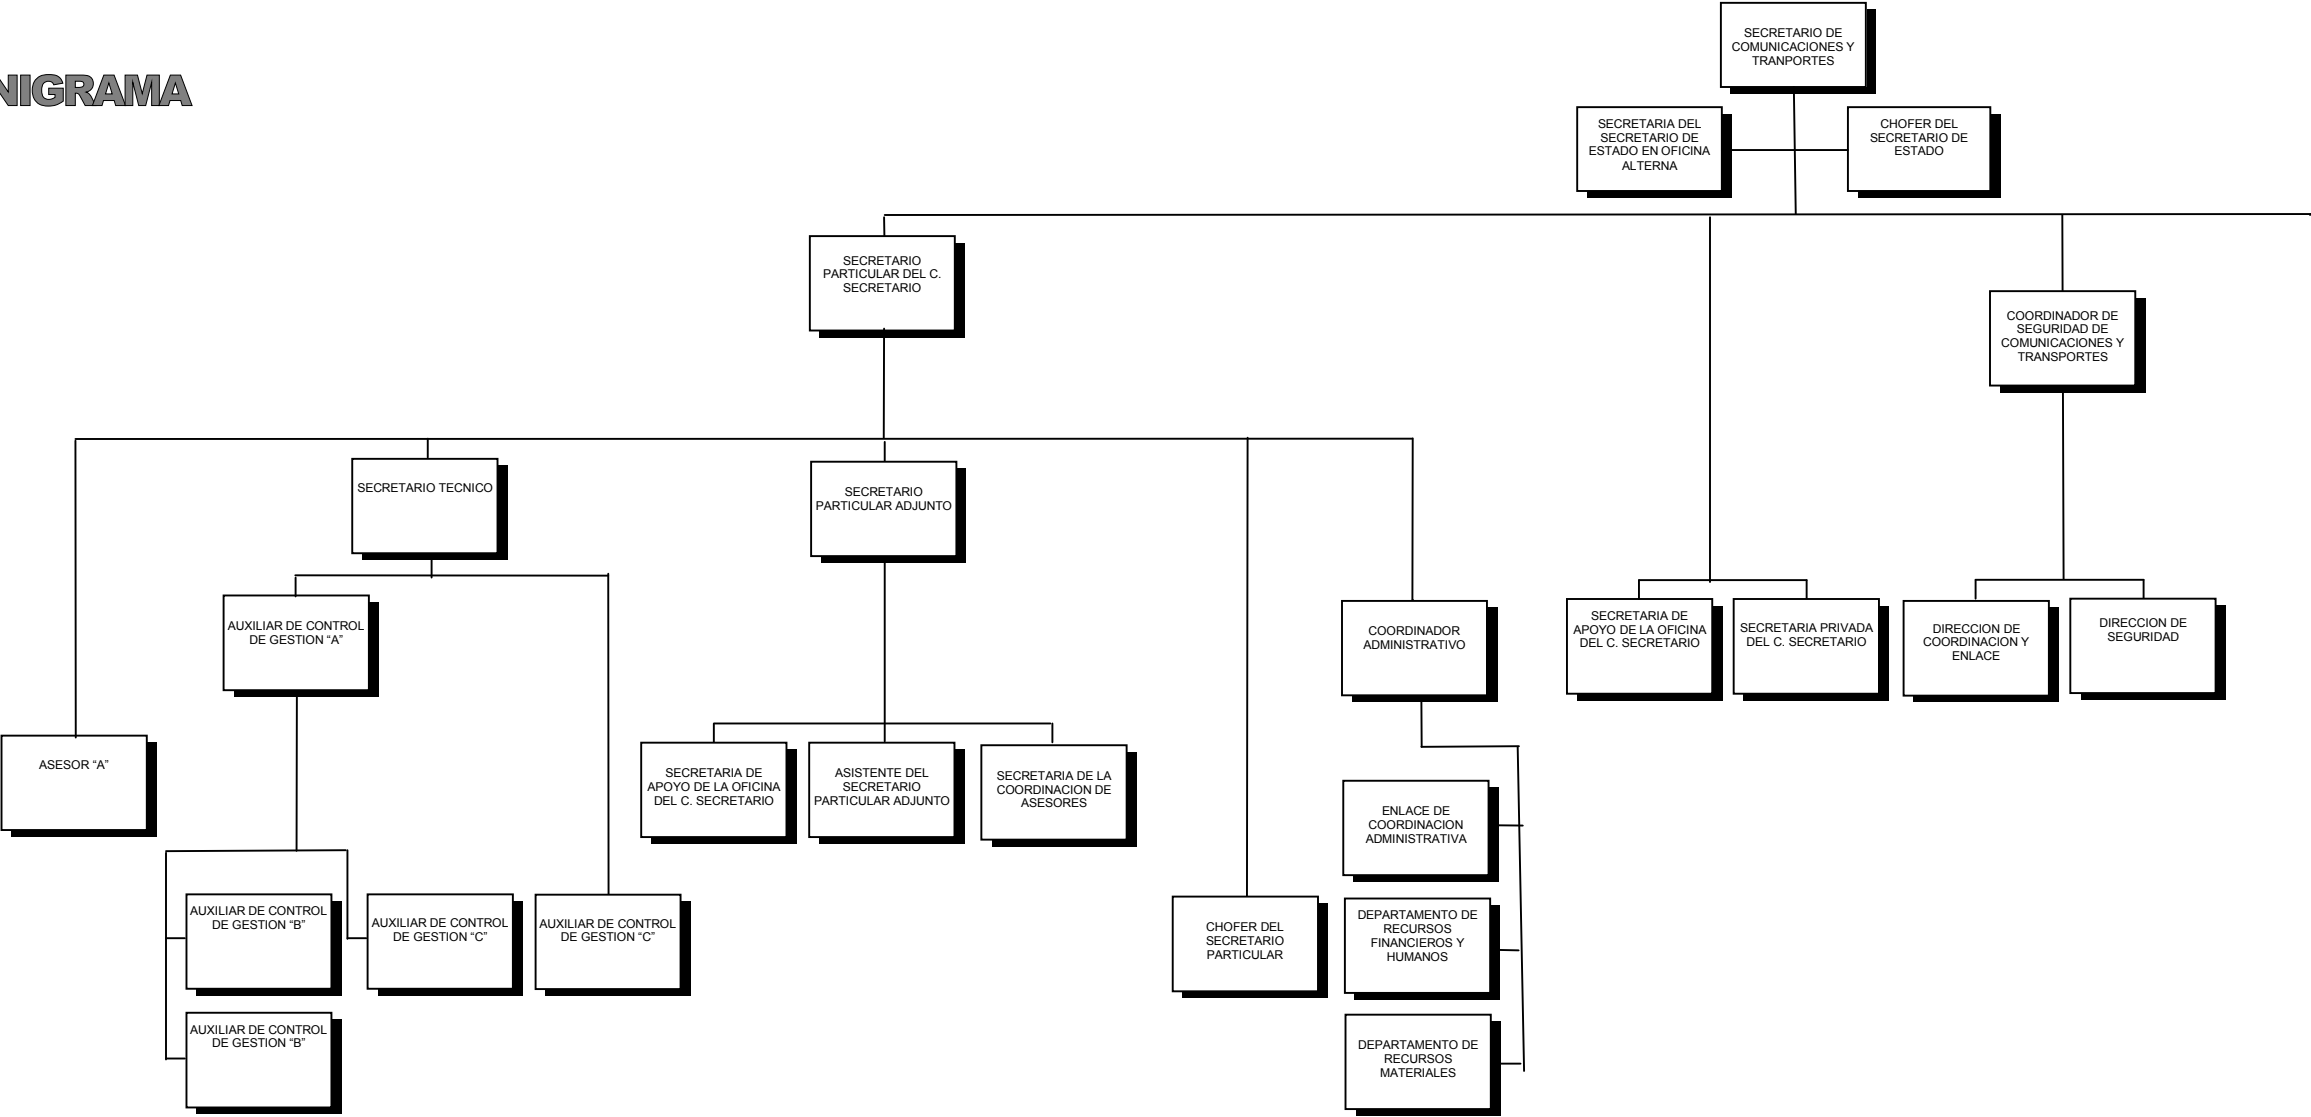 NIGRAMA
SECRETARIO DE
COMUNICACIONES Y
TRANPORTES
SECRETARIA DEL
SECRETARIO DE
ESTADO EN OFICINA
ALTERNA
CHOFER DEL
SECRETARIO DE
ESTADO
SECRETARIO
PARTICULAR DEL C.
SECRETARIO
COORDINADOR DE
SEGURIDAD DE
COMUNICACIONES Y
TRANSPORTES
SECRETARIO TECNICO
SECRETARIO
PARTICULAR ADJUNTO
AUXILIAR DE CONTROL
DE GESTION “A”
COORDINADOR
ADMINISTRATIVO
SECRETARIA DE
APOYO DE LA OFICINA
DEL C. SECRETARIO
SECRETARIA PRIVADA
DEL C. SECRETARIO
DIRECCION DE
COORDINACION Y
ENLACE
DIRECCION DE
SEGURIDAD
ASESOR “A”
SECRETARIA DE
APOYO DE LA OFICINA
DEL C. SECRETARIO
ASISTENTE DEL
SECRETARIO
PARTICULAR ADJUNTO
SECRETARIA DE LA
COORDINACION DE
ASESORES
ENLACE DE
COORDINACION
ADMINISTRATIVA
AUXILIAR DE CONTROL
DE GESTION “B”
AUXILIAR DE CONTROL
DE GESTION “C”
AUXILIAR DE CONTROL
DE GESTION “C”
CHOFER DEL
SECRETARIO
PARTICULAR
DEPARTAMENTO DE
RECURSOS
FINANCIEROS Y
HUMANOS
AUXILIAR DE CONTROL
DE GESTION “B”
DEPARTAMENTO DE
RECURSOS
MATERIALES